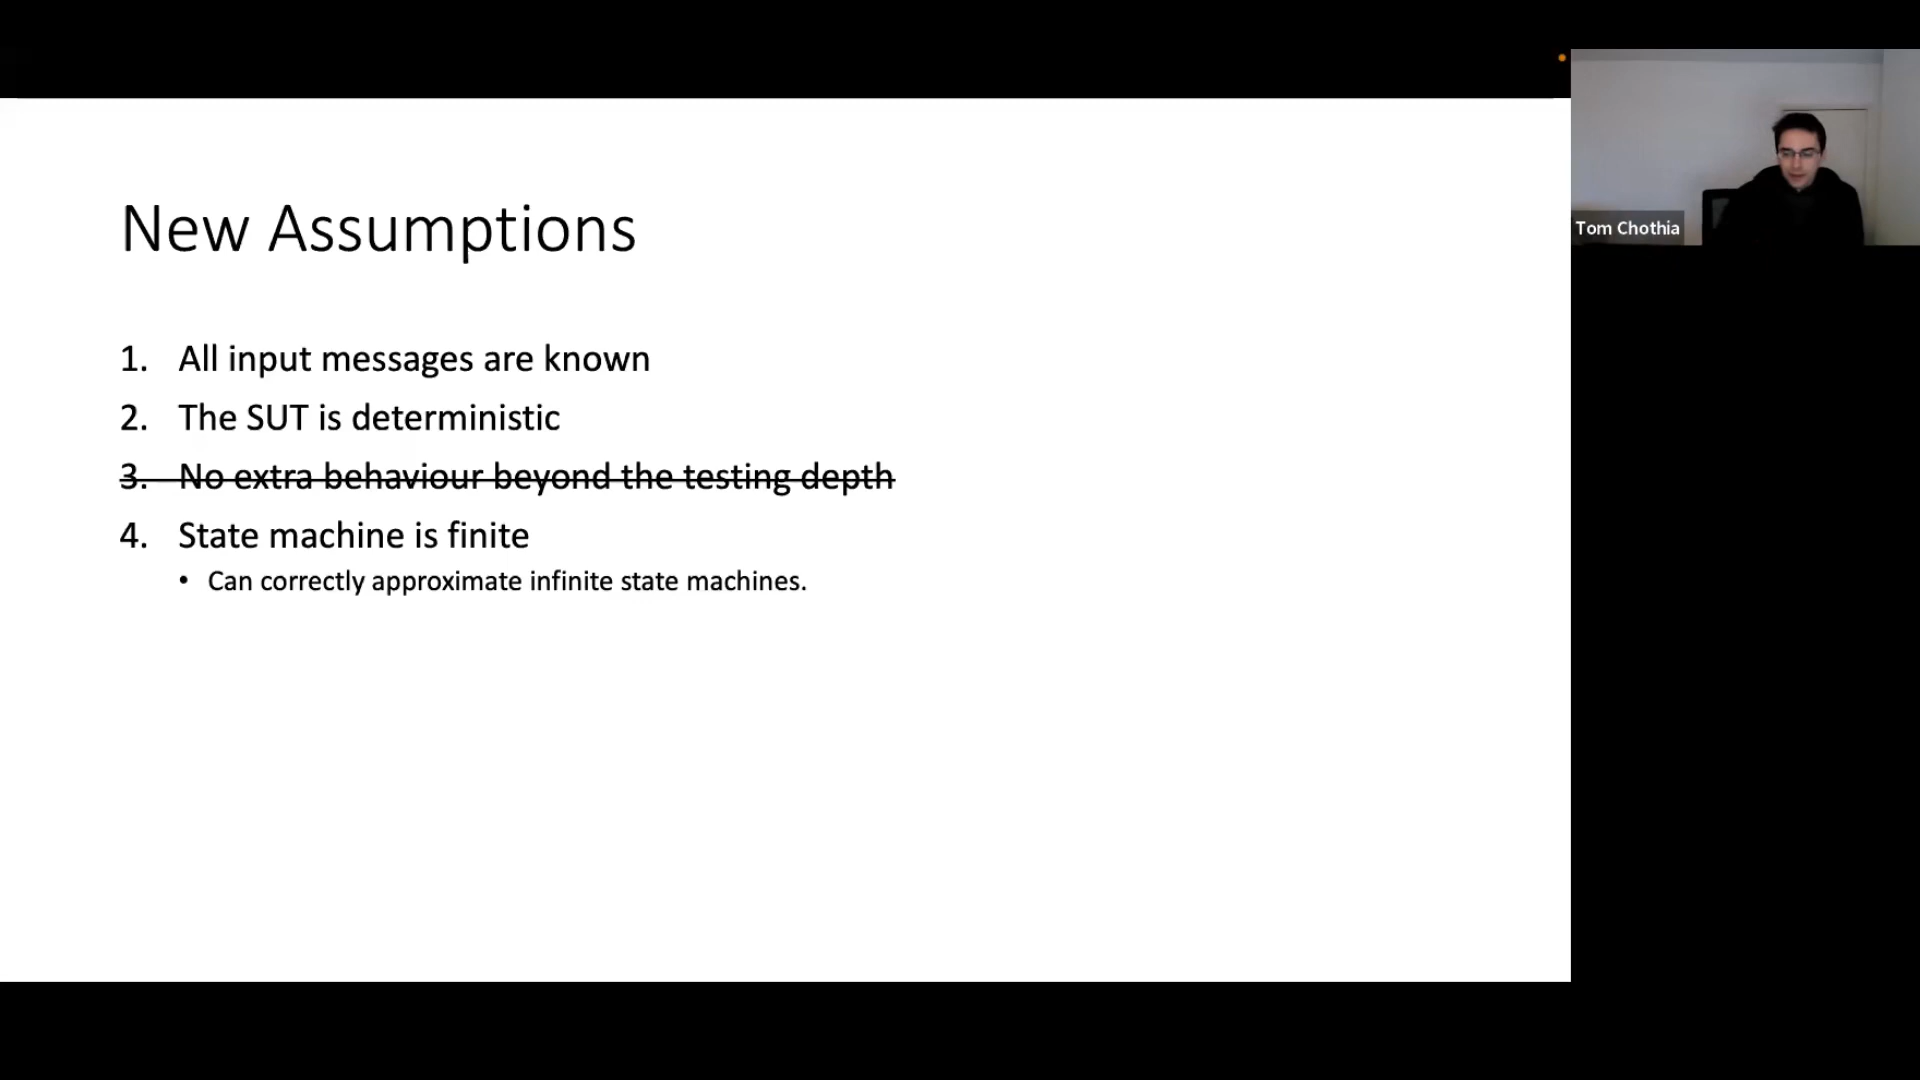 New Assumptions
1. All input messages are known
2. The SUT is deterministic
3. No extra behaviour beyond the testing depth
4. State machine is finite
• Can correctly approximate infinite state machines.
Tom Chothia